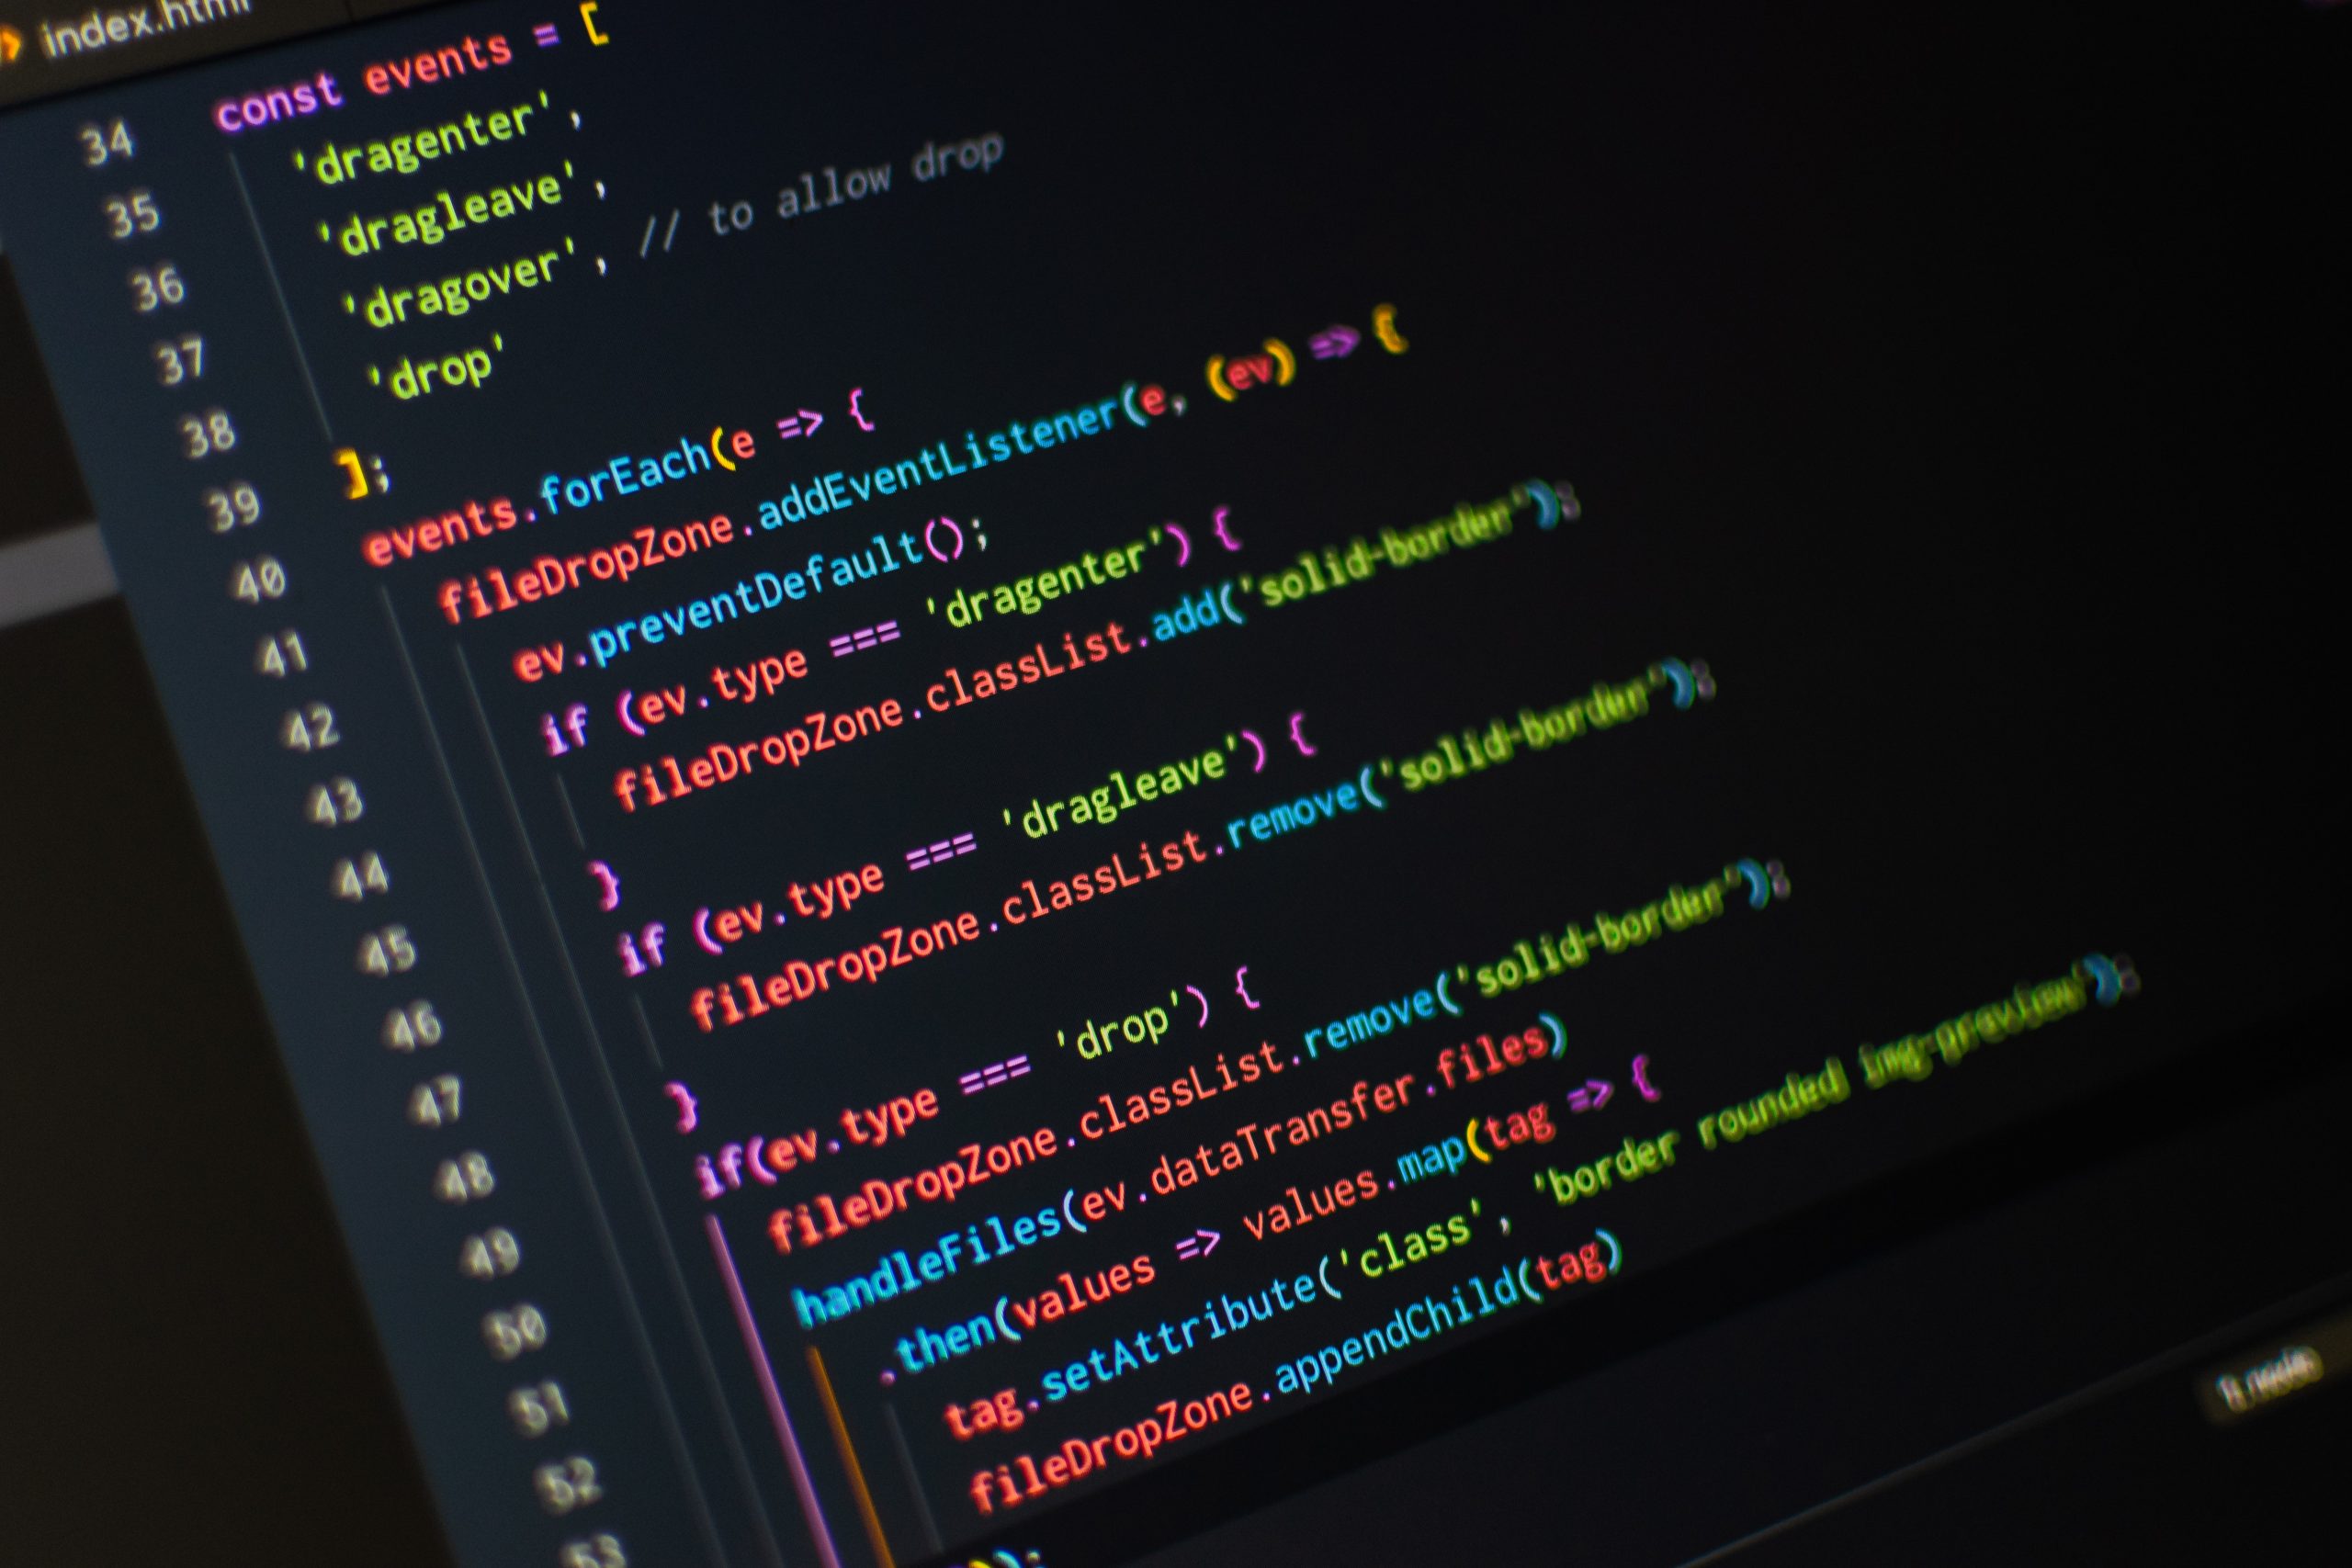 index.html
34 const events = [
35 'dragenter',
36 'dragleave',
37 'dragover', // to allow drop
38 'drop'
39 ];
40 events.forEach(e => {
41 fileDropZone.addEventListener(e, (ev) => {
42 ev.preventDefault();
43 if (ev.type === 'dragenter') {
44 fileDropZone.classList.add('solid-border');
45 }
46 if (ev.type === 'dragleave') {
47 fileDropZone.classList.remove('solid-border');
48 }
49 if(ev.type === 'drop') {
50 fileDropZone.classList.remove('solid-border');
51 handleFiles(ev.dataTransfer.files)
52 .then(values => values.map(tag => {
53 tag.setAttribute('class', 'border rounded img-preview');
fileDropZone.appendChild(tag)
node